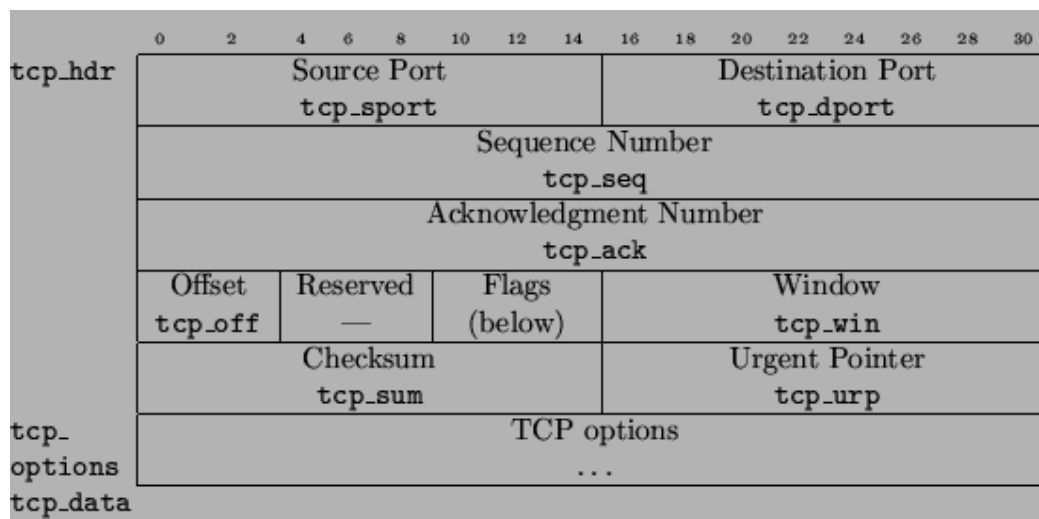 0 2 4 6 8 10 12 14 16 18 20 22 24 26 28 30
tcp_hdr Source Port Destination Port
tcp_sport tcp_dport
Sequence Number
tcp_seq
Acknowledgment Number
tcp_ack
Offset Reserved Flags Window
tcp_off — (below) tcp_win
Checksum Urgent Pointer
tcp_sum tcp_urp
tcp_ TCP options
options ...
tcp_data